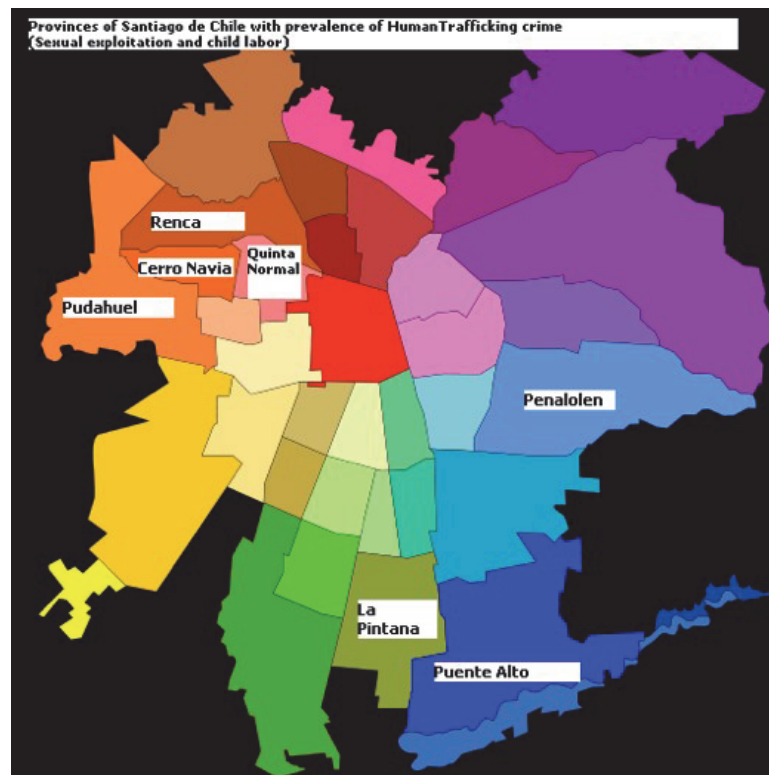 Provinces of Santiago de Chile with prevalence of HumanTrafficking crime
(Sexual exploitation and child labor)
Renca
Cerro Navia
Quinta
Normal
Pudahuel
Penalolen
La
Pintana
Puente Alto